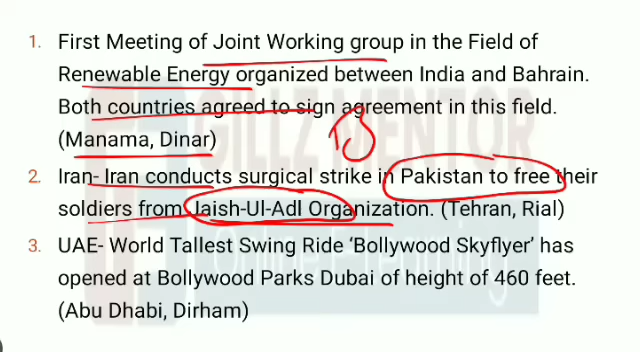 1. First Meeting of Joint Working group in the Field of
Renewable Energy organized between India and Bahrain.
Both countries agreed to sign agreement in this field.
(Manama, Dinar)
2. Iran- Iran conducts surgical strike in Pakistan to free their
soldiers from Jaish-Ul-Adl Organization. (Tehran, Rial)
3. UAE- World Tallest Swing Ride ‘Bollywood Skyflyer’ has
opened at Bollywood Parks Dubai of height of 460 feet.
(Abu Dhabi, Dirham)